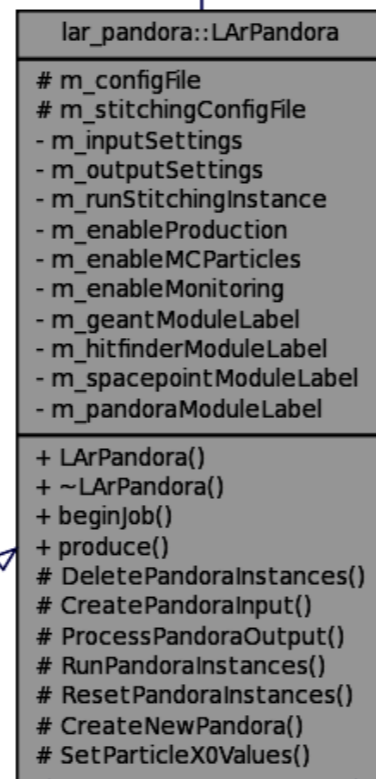 lar_pandora::LArPandora
# m_configFile
# m_stitchingConfigFile
- m_inputSettings
- m_outputSettings
- m_runStitchingInstance
- m_enableProduction
- m_enableMCParticles
- m_enableMonitoring
- m_geantModuleLabel
- m_hitfinderModuleLabel
- m_spacepointModuleLabel
- m_pandoraModuleLabel
+ LArPandora()
+ ~LArPandora()
+ beginJob()
+ produce()
# DeletePandoraInstances()
# CreatePandoraInput()
# ProcessPandoraOutput()
# RunPandoraInstances()
# ResetPandoraInstances()
# CreateNewPandora()
# SetParticleX0Values()